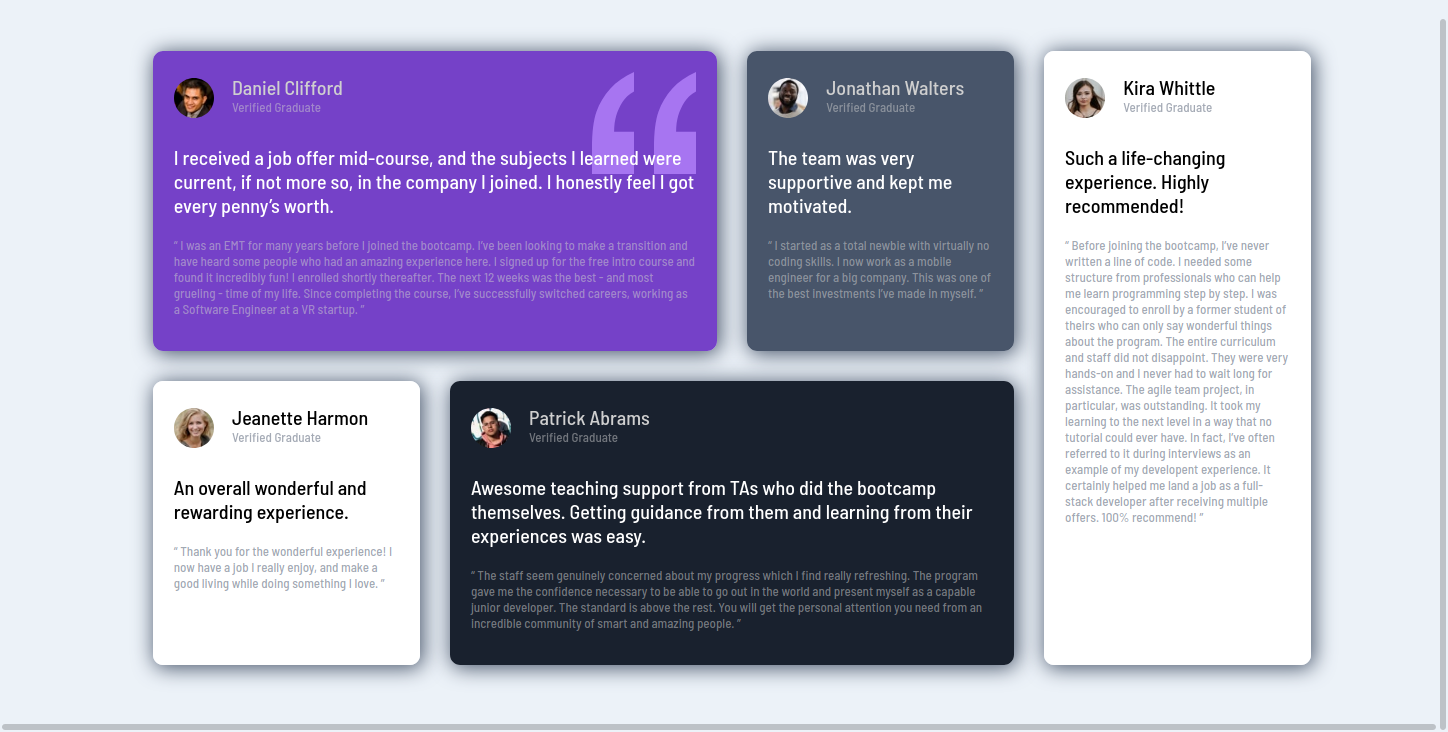 Daniel Clifford
Verified Graduate
I received a job offer mid-course, and the subjects I learned were
current, if not more so, in the company I joined. I honestly feel I got
every penny’s worth.
“ I was an EMT for many years before I joined the bootcamp. I’ve been looking to make a transition and
have heard some people who had an amazing experience here. I signed up for the free intro course and
found it incredibly fun! I enrolled shortly thereafter. The next 12 weeks was the best - and most
grueling - time of my life. Since completing the course, I’ve successfully switched careers, working as
a Software Engineer at a VR startup. ”
Jonathan Walters
Verified Graduate
The team was very
supportive and kept me
motivated.
“ I started as a total newbie with virtually no
coding skills. I now work as a mobile
engineer for a big company. This was one of
the best investments I’ve made in myself. ”
Kira Whittle
Verified Graduate
Such a life-changing
experience. Highly
recommended!
“ Before joining the bootcamp, I’ve never
written a line of code. I needed some
structure from professionals who can help
me learn programming step by step. I was
encouraged to enroll by a former student of
theirs who can only say wonderful things
about the program. The entire curriculum
and staff did not disappoint. They were very
hands-on and I never had to wait long for
assistance. The agile team project, in
particular, was outstanding. It took my
learning to the next level in a way that no
tutorial could ever have. In fact, I’ve often
referred to it during interviews as an
example of my developent experience. It
certainly helped me land a job as a full-
stack developer after receiving multiple
offers. 100% recommend! ”
Jeanette Harmon
Verified Graduate
An overall wonderful and
rewarding experience.
“ Thank you for the wonderful experience! I
now have a job I really enjoy, and make a
good living while doing something I love. ”
Patrick Abrams
Verified Graduate
Awesome teaching support from TAs who did the bootcamp
themselves. Getting guidance from them and learning from their
experiences was easy.
“ The staff seem genuinely concerned about my progress which I find really refreshing. The program
gave me the confidence necessary to be able to go out in the world and present myself as a capable
junior developer. The standard is above the rest. You will get the personal attention you need from an
incredible community of smart and amazing people. ”